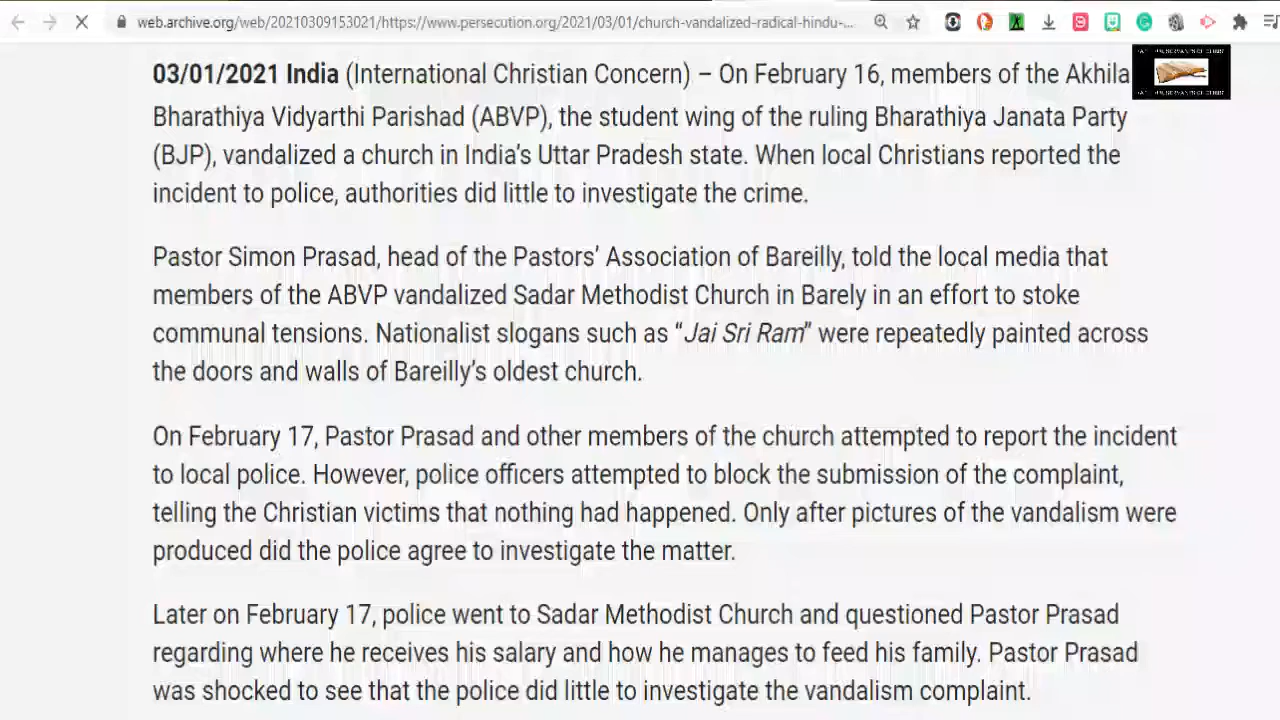 web.archive.org/web/20210309153021/https://www.persecution.org/2021/03/01/church-vandalized-radical-hindu-...
03/01/2021 India (International Christian Concern) – On February 16, members of the Akhila
Bharathiya Vidyarthi Parishad (ABVP), the student wing of the ruling Bharathiya Janata Party
(BJP), vandalized a church in India’s Uttar Pradesh state. When local Christians reported the
incident to police, authorities did little to investigate the crime.
Pastor Simon Prasad, head of the Pastors’ Association of Bareilly, told the local media that
members of the ABVP vandalized Sadar Methodist Church in Barely in an effort to stoke
communal tensions. Nationalist slogans such as “Jai Sri Ram” were repeatedly painted across
the doors and walls of Bareilly’s oldest church.
On February 17, Pastor Prasad and other members of the church attempted to report the incident
to local police. However, police officers attempted to block the submission of the complaint,
telling the Christian victims that nothing had happened. Only after pictures of the vandalism were
produced did the police agree to investigate the matter.
Later on February 17, police went to Sadar Methodist Church and questioned Pastor Prasad
regarding where he receives his salary and how he manages to feed his family. Pastor Prasad
was shocked to see that the police did little to investigate the vandalism complaint.